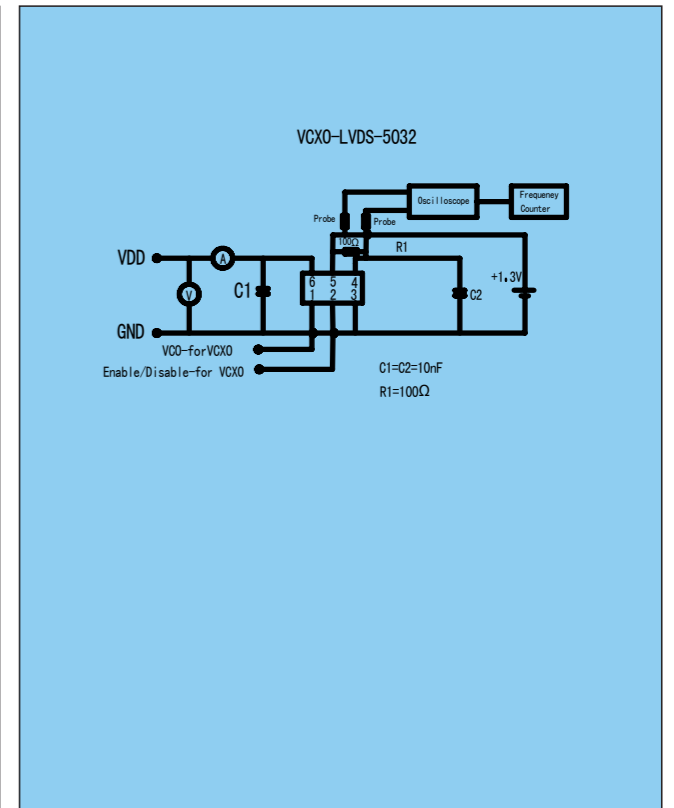 VCXO-LVDS-5032
Oscilloscope
Frequeney
Counter
Probe
Probe
100Ω
R1
VDD
A
V
C1
6 5 4
1 2 3
+1.3V
C2
GND
VCO-forVCXO
Enable/Disable-for VCXO
C1=C2=10nF
R1=100Ω